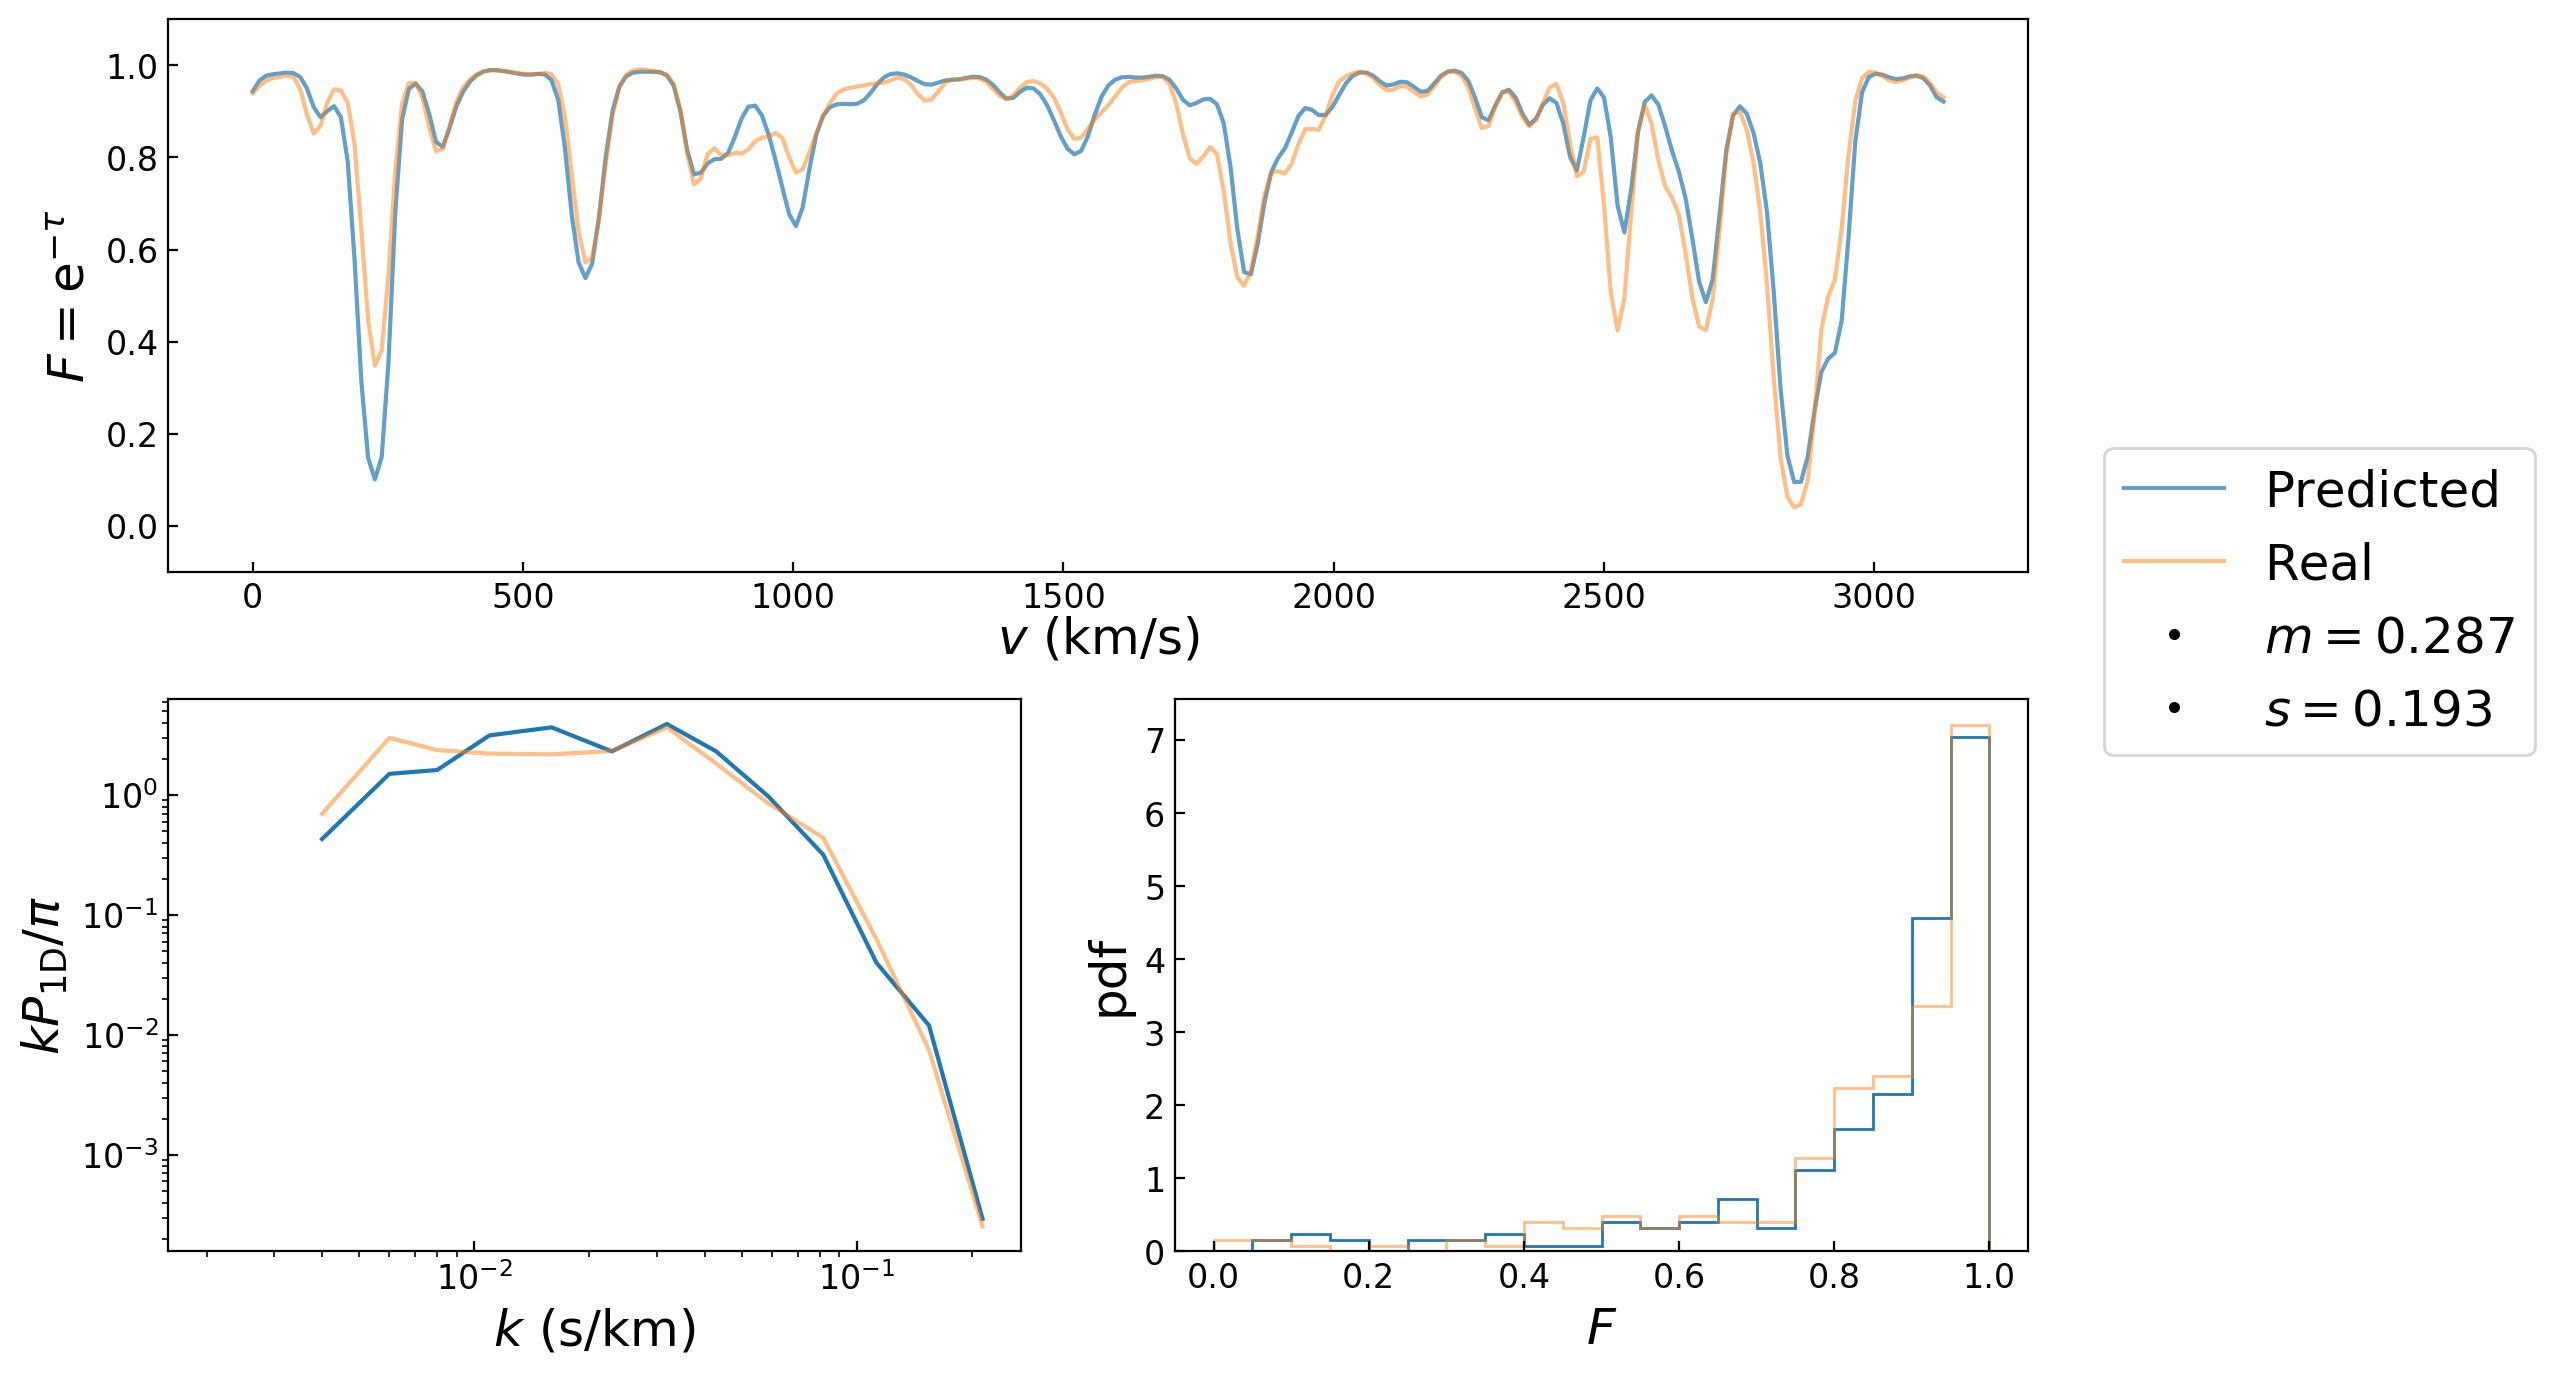 F = e^{-τ}
1.0
0.8
0.6
0.4
0.2
0.0
0 500 1000 1500 2000 2500 3000
v (km/s)
Predicted
Real
m = 0.287
s = 0.193
kP_{1D}/π
10^0
10^{-1}
10^{-2}
10^{-3}
10^{-2} 10^{-1}
k (s/km)
pdf
7
6
5
4
3
2
1
0
0.0 0.2 0.4 0.6 0.8 1.0
F